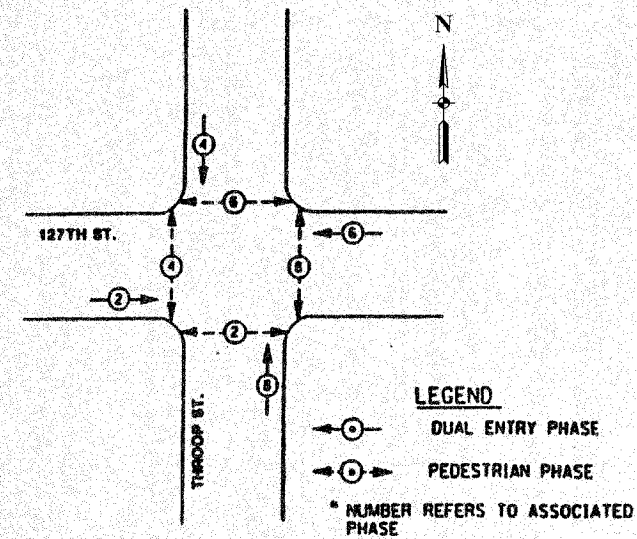 N
4
6
127TH ST.
6
4
8
2
2
8
THROOP ST.
LEGEND
DUAL ENTRY PHASE
PEDESTRIAN PHASE
* NUMBER REFERS TO ASSOCIATED
PHASE